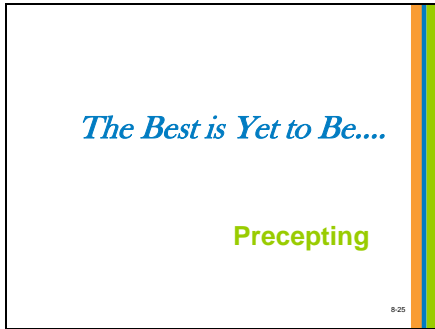 The Best is Yet to Be....
Precepting
8-25